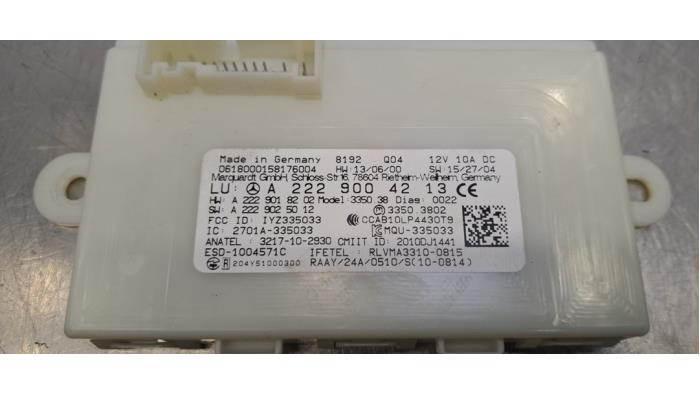 Made in Germany 8192 Q04 12V 10A DC
0618000158176004 HW:13/06/00 SW:15/27/04
Marquardt GmbH, Schloss-Str.16, 78604 Rietheim-Weilheim, Germany
LU: A 222 900 42 13 CE
HW: A 222 901 82 02 Model: 3350.38 Diag: 0022
SW: A 222 902 50 12 M 3350.3802
FCC ID: IYZ335033 CCAB10LP4430T9
IC: 2701A-335033 MQU-335033
ANATEL : 3217-10-2930 CMIIT ID: 2010DJ1441
ESD-1004571C IFETEL: RLVMA3310-0815
R 204Y51000300 RAAY/24A/0510/S(10-0814)